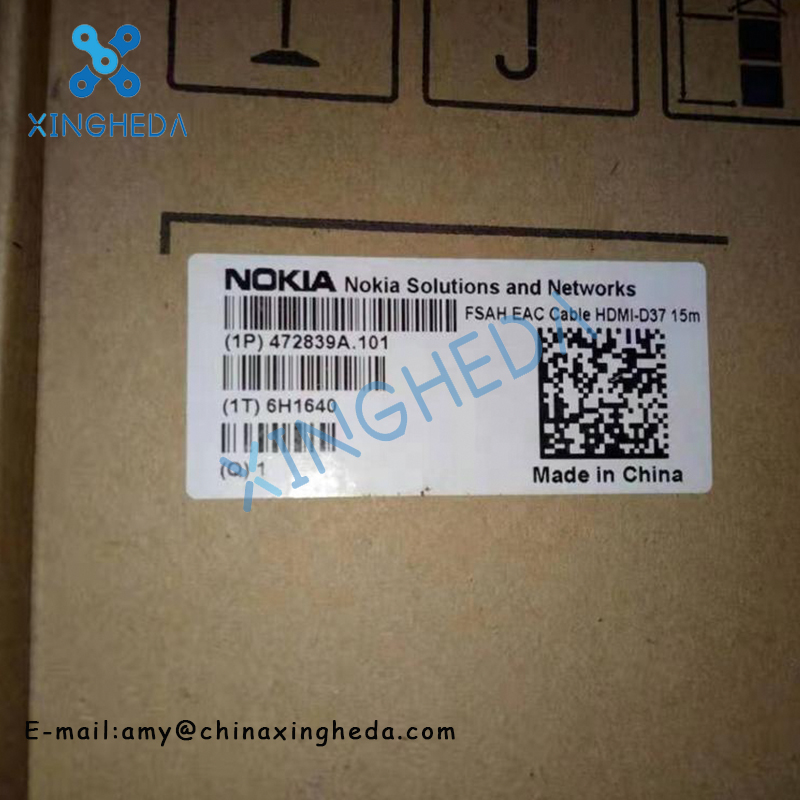 XINGHEDA
NOKIA Nokia Solutions and Networks
FSAH EAC Cable HDMI-D37 15m
(1P) 472839A.101
(1T) 6H1640
(Q) 1
Made in China
XINGHEDA
E-mail:amy@chinaxingheda.com